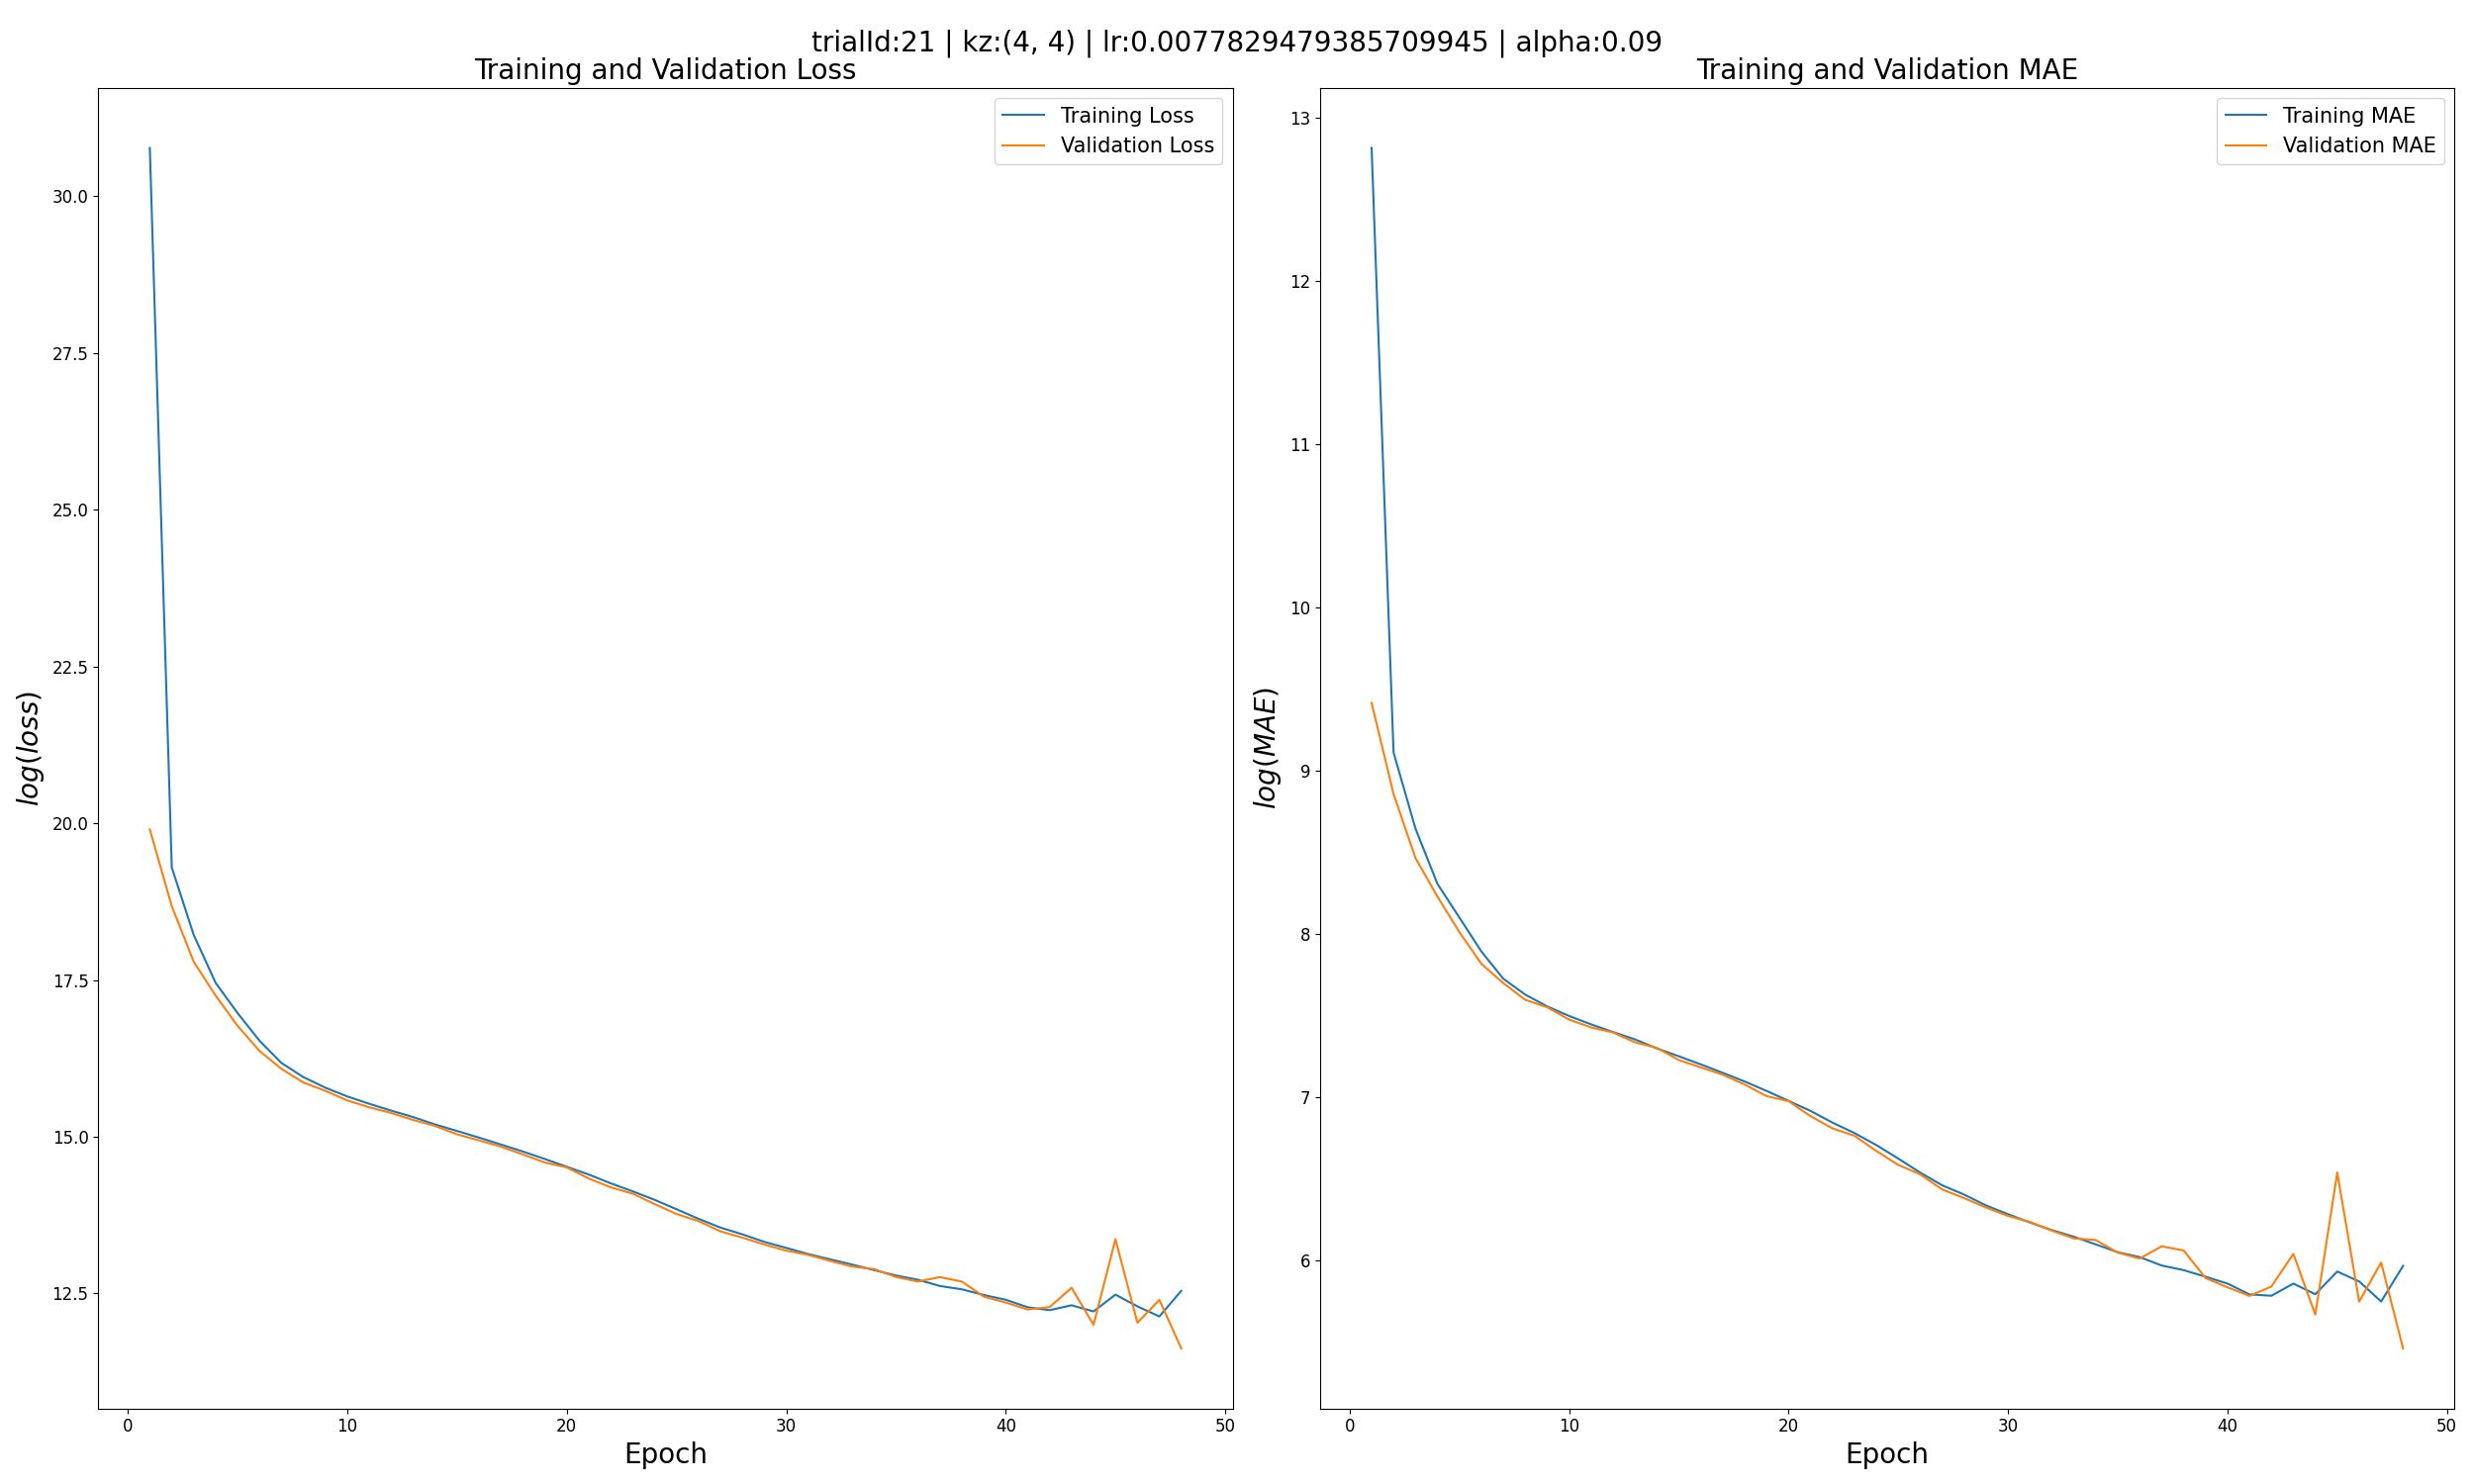 trialId:21 | kz:(4, 4) | lr:0.0077829479385709945 | alpha:0.09
Training and Validation Loss
Training Loss
Validation Loss
30.0
27.5
25.0
22.5
20.0
17.5
15.0
12.5
log(loss)
0 10 20 30 40 50
Epoch
Training and Validation MAE
Training MAE
Validation MAE
13
12
11
10
9
8
7
6
log(MAE)
0 10 20 30 40 50
Epoch